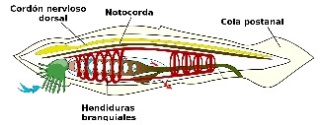 Cordón nervioso
dorsal
Notocorda
Cola postanal
Hendiduras
branquiales